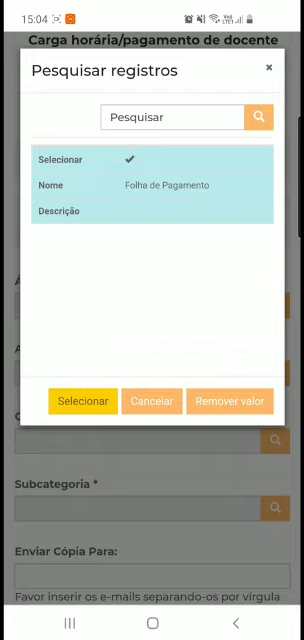 15:04
Carga horária/pagamento de docente
Pesquisar registros ×
Pesquisar
Selecionar ✔
Nome Folha de Pagamento
Descrição
Selecionar Cancelar Remover valor
Subcategoria *
Enviar Cópia Para:
Favor inserir os e-mails separando-os por vírgula